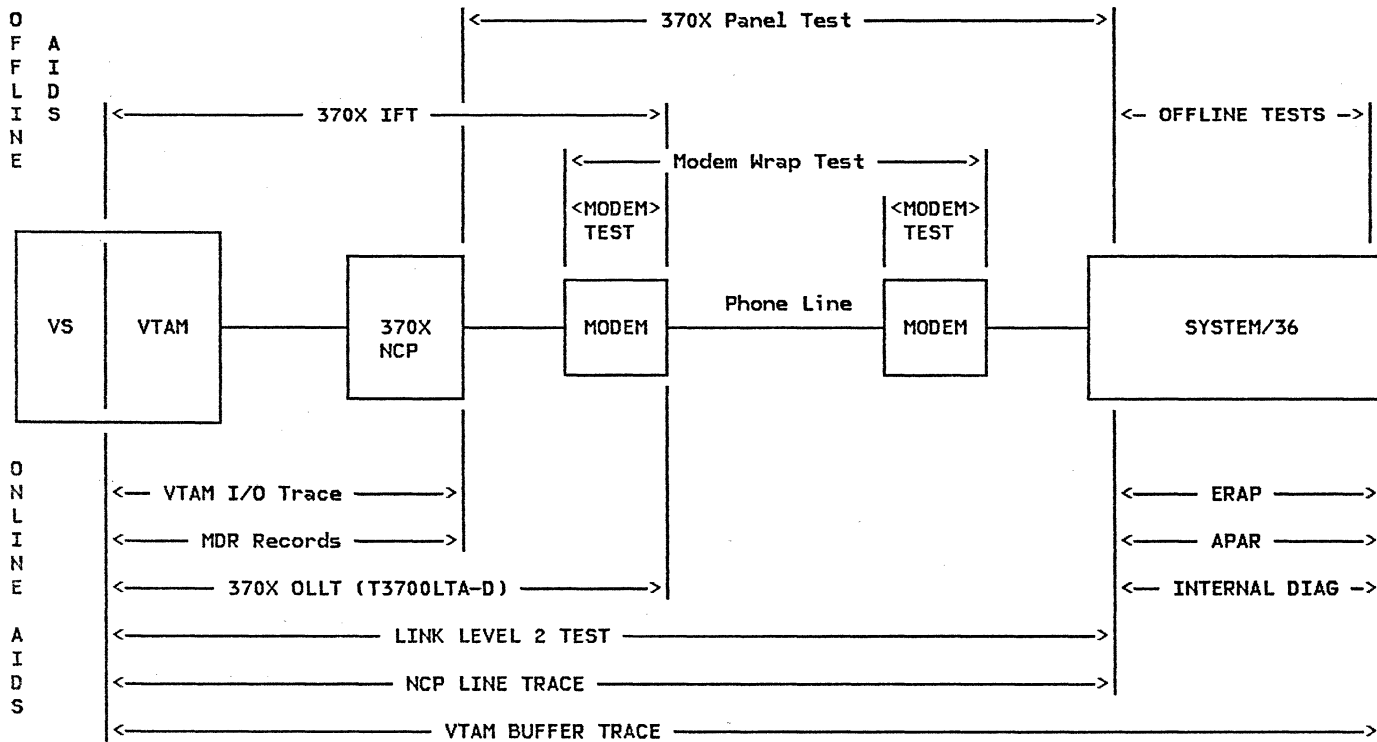 OFFLINE
AIDS
370X Panel Test
370X IFT
OFFLINE TESTS
Modem Wrap Test
<MODEM>
TEST
<MODEM>
TEST
VS
VTAM
370X
NCP
MODEM
Phone Line
MODEM
SYSTEM/36
ONLINE
AIDS
VTAM I/O Trace
ERAP
MDR Records
APAR
370X OLLT (T3700LTA-D)
INTERNAL DIAG
LINK LEVEL 2 TEST
NCP LINE TRACE
VTAM BUFFER TRACE